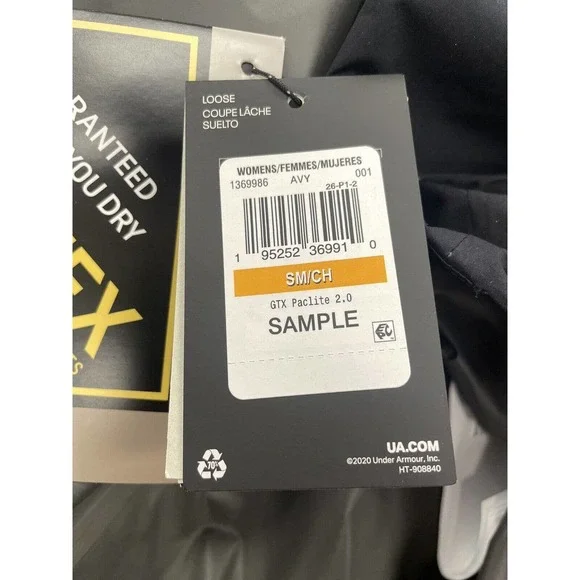 RANTEED
YOU DRY
EX
LOOSE
COUPE LÂCHE
SUELTO
WOMENS/FEMMES/MUJERES
1369986 AVY 001
26-P1-2
1 95252 36991 0
SM/CH
GTX Paclite 2.0
SAMPLE
70%
UA.COM
©2020 Under Armour, Inc.
HT-908840